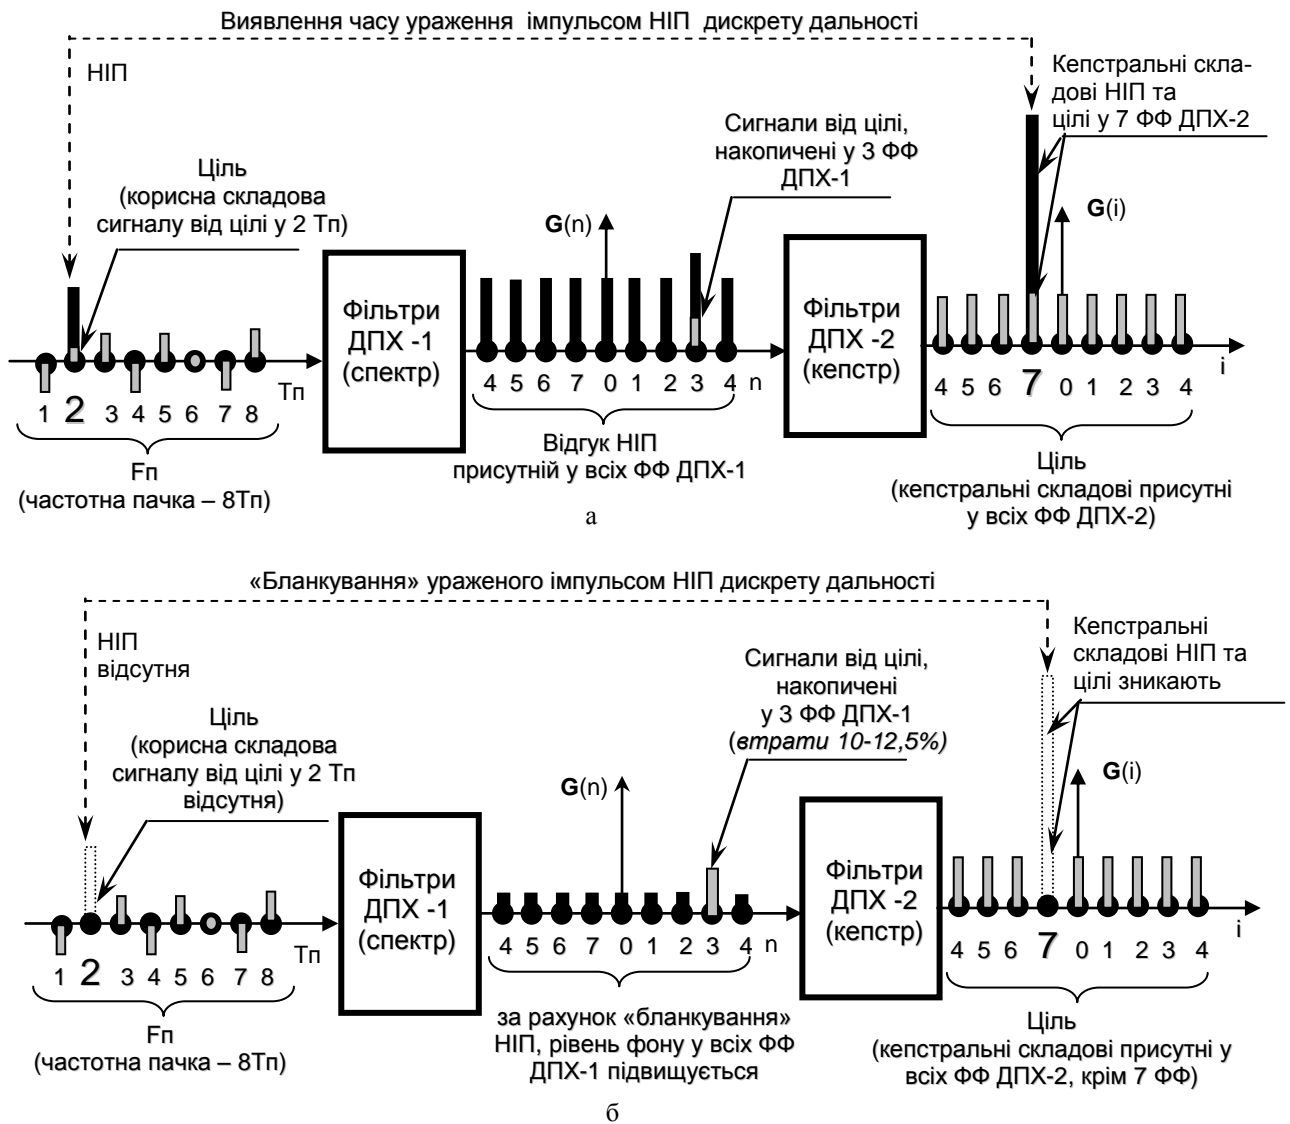 Виявлення часу ураження імпульсом НІП дискрету дальності
НІП
Ціль
(корисна складова
сигналу від цілі у 2 Тп)
Сигнали від цілі,
накопичені у 3 ФФ
ДПХ-1
Кепстральні скла-
дові НІП та
цілі у 7 ФФ ДПХ-2
G(n)
G(i)
Фільтри
ДПХ -1
(спектр)
Фільтри
ДПХ -2
(кепстр)
1 2 3 4 5 6 7 8 Тп
4 5 6 7 0 1 2 3 4 n
4 5 6 7 0 1 2 3 4 i
Fп
(частотна пачка – 8Тп)
Відгук НІП
присутній у всіх ФФ ДПХ-1
Ціль
(кепстральні складові присутні
у всіх ФФ ДПХ-2)
а
«Бланкування» ураженого імпульсом НІП дискрету дальності
НІП
відсутня
Ціль
(корисна складова
сигналу від цілі у 2 Тп
відсутня)
Сигнали від цілі,
накопичені
у 3 ФФ ДПХ-1
(втрати 10-12,5%)
Кепстральні
складові НІП та
цілі зникають
G(n)
G(i)
Фільтри
ДПХ -1
(спектр)
Фільтри
ДПХ -2
(кепстр)
1 2 3 4 5 6 7 8 Тп
4 5 6 7 0 1 2 3 4 n
4 5 6 7 0 1 2 3 4 i
Fп
(частотна пачка – 8Тп)
за рахунок «бланкування»
НІП, рівень фону у всіх ФФ
ДПХ-1 підвищується
Ціль
(кепстральні складові присутні у
всіх ФФ ДПХ-2, крім 7 ФФ)
б